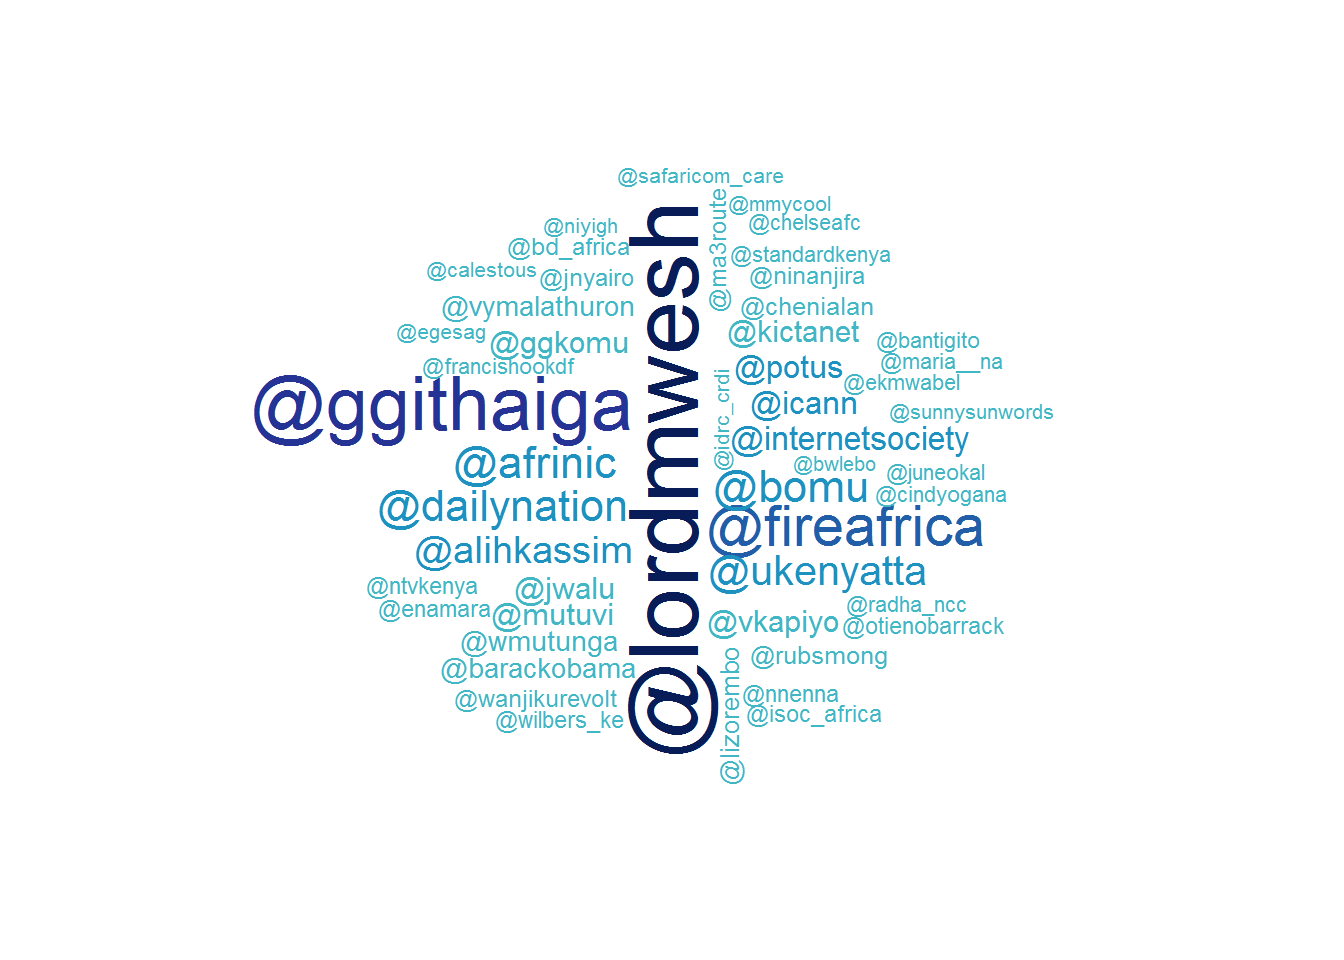 @safaricom_care
@mmycool
@chelseafc
@niyigh
@bd_africa
@ma3route
@standardkenya
@calestous
@jnyairo
@ninanjira
@vymalathuron
@chenialan
@egesag
@ggkomu
@kictanet
@bantigito
@francishookdf
@potus
@maria__na
@ekmwabel
@ggithaiga
@lordmwesh
@idrc_crdi
@icann
@sunnysunwords
@internetsociety
@afrinic
@bwlebo
@juneokal
@bomu
@cindyogana
@dailynation
@fireafrica
@alihkassim
@ukenyatta
@ntvkenya
@jwalu
@radha_ncc
@enamara
@mutuvi
@vkapiyo
@otienobarrack
@wmutunga
@rubsmong
@barackobama
@lizorembo
@wanjikurevolt
@nnenna
@wilbers_ke
@isoc_africa